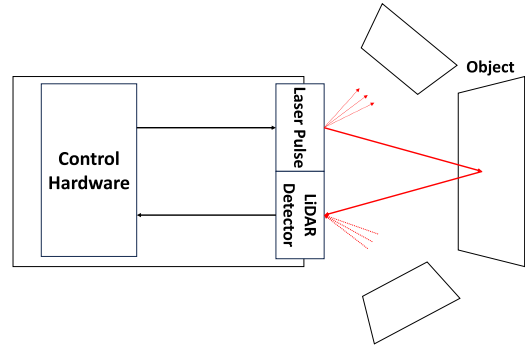 Object
Control
Hardware
Laser Pulse
LiDAR
Detector